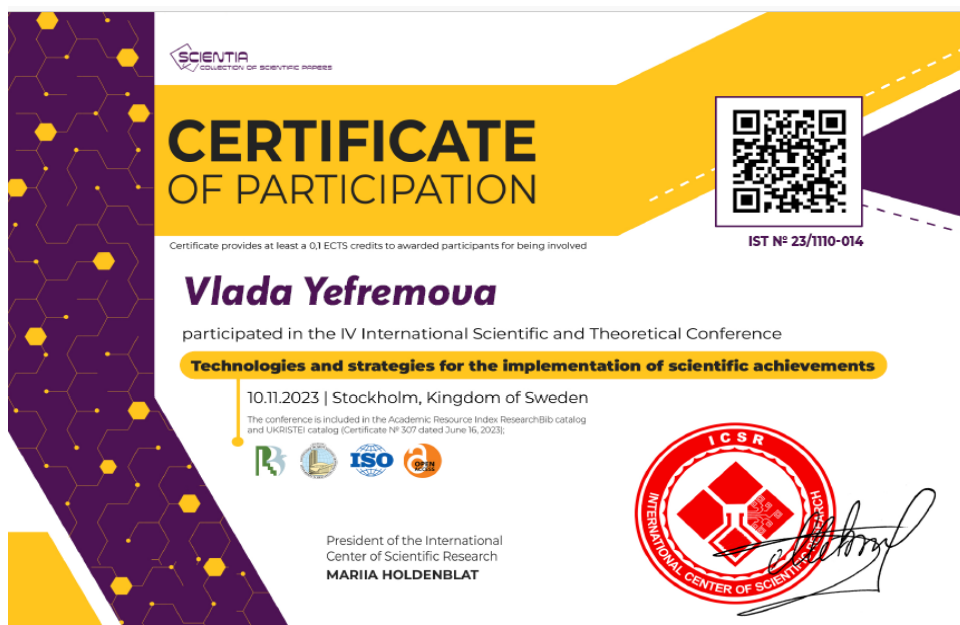 SCIENTIA
COLLECTION OF SCIENTIFIC PAPERS
CERTIFICATE
OF PARTICIPATION
IST № 23/1110-014
Certificate provides at least a 0,1 ECTS credits to awarded participants for being involved
Vlada Yefremova
participated in the IV International Scientific and Theoretical Conference
Technologies and strategies for the implementation of scientific achievements
10.11.2023 | Stockholm, Kingdom of Sweden
The conference is included in the Academic Resource Index ResearchBib catalog
and UKRISTEI catalog (Certificate № 307 dated June 16, 2023);
ISO
OPEN
ACCESS
ICSR
INTERNATIONAL CENTER OF SCIENTIFIC RESEARCH
President of the International
Center of Scientific Research
MARIIA HOLDENBLAT